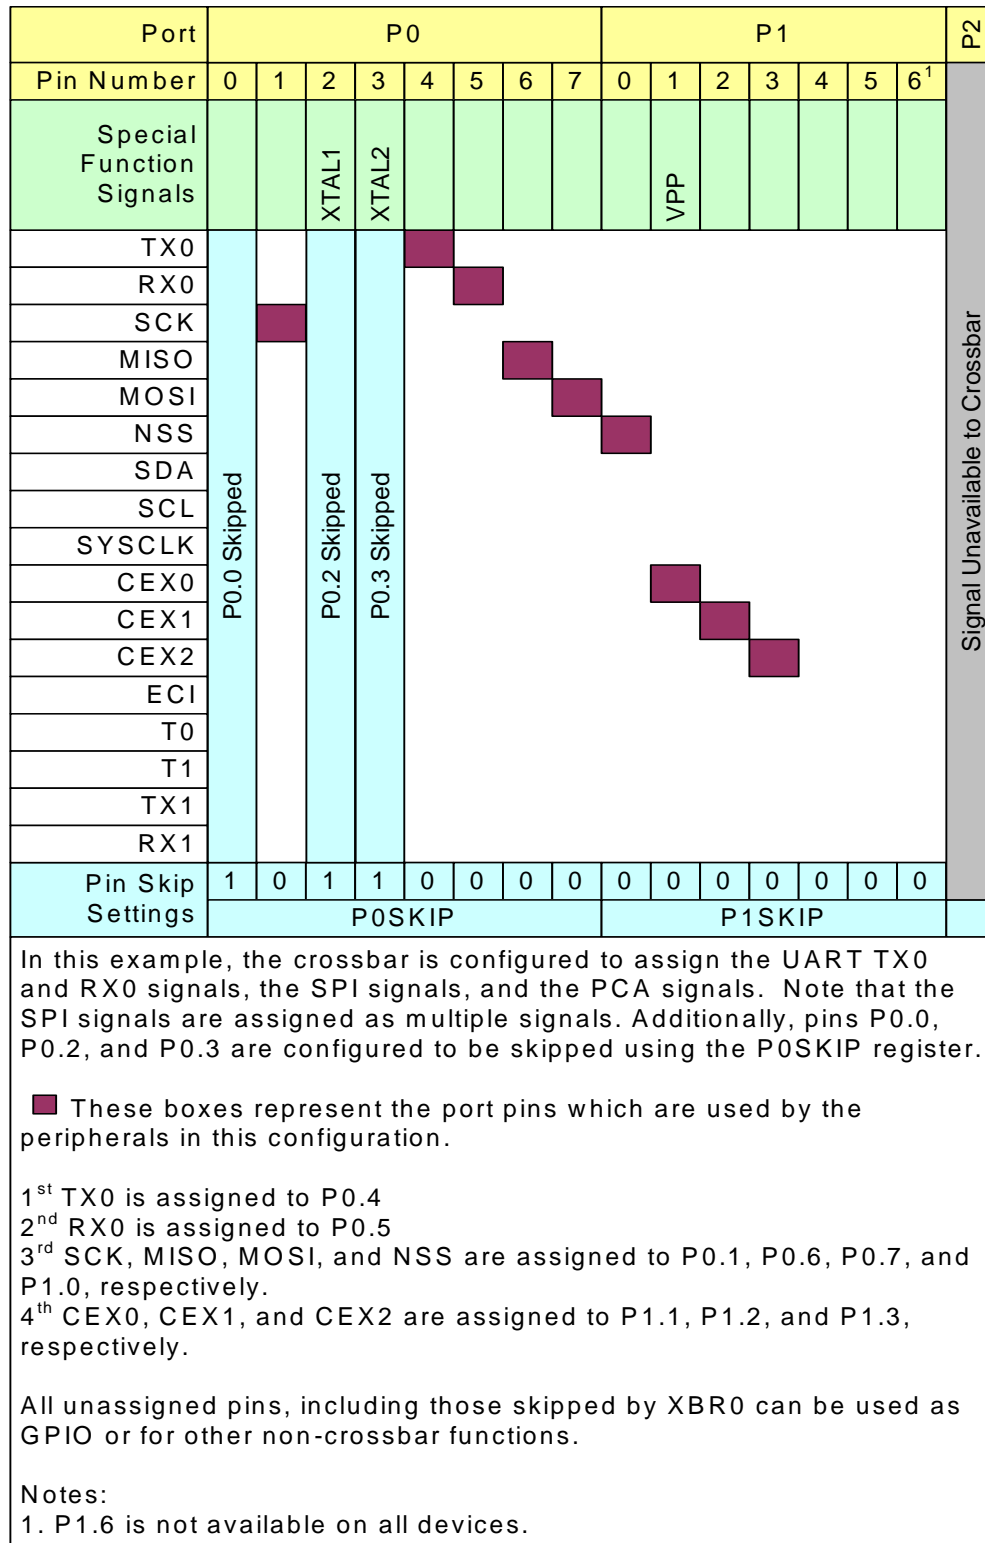 Port P0 P1 P2
Pin Number 0 1 2 3 4 5 6 7 0 1 2 3 4 5 6¹
Special
Function
Signals
XTAL1
XTAL2
VPP
TX0
RX0
SCK
MISO
MOSI
NSS
SDA
SCL
SYSCLK
CEX0
CEX1
CEX2
ECI
T0
T1
TX1
RX1
P0.0 Skipped
P0.2 Skipped
P0.3 Skipped
Signal Unavailable to Crossbar
Pin Skip
Settings
1 0 1 1 0 0 0 0 0 0 0 0 0 0 0
P0SKIP P1SKIP
In this example, the crossbar is configured to assign the UART TX0
and RX0 signals, the SPI signals, and the PCA signals. Note that the
SPI signals are assigned as multiple signals. Additionally, pins P0.0,
P0.2, and P0.3 are configured to be skipped using the P0SKIP register.
These boxes represent the port pins which are used by the
peripherals in this configuration.
1st TX0 is assigned to P0.4
2nd RX0 is assigned to P0.5
3rd SCK, MISO, MOSI, and NSS are assigned to P0.1, P0.6, P0.7, and
P1.0, respectively.
4th CEX0, CEX1, and CEX2 are assigned to P1.1, P1.2, and P1.3,
respectively.
All unassigned pins, including those skipped by XBR0 can be used as
GPIO or for other non-crossbar functions.
Notes:
1. P1.6 is not available on all devices.